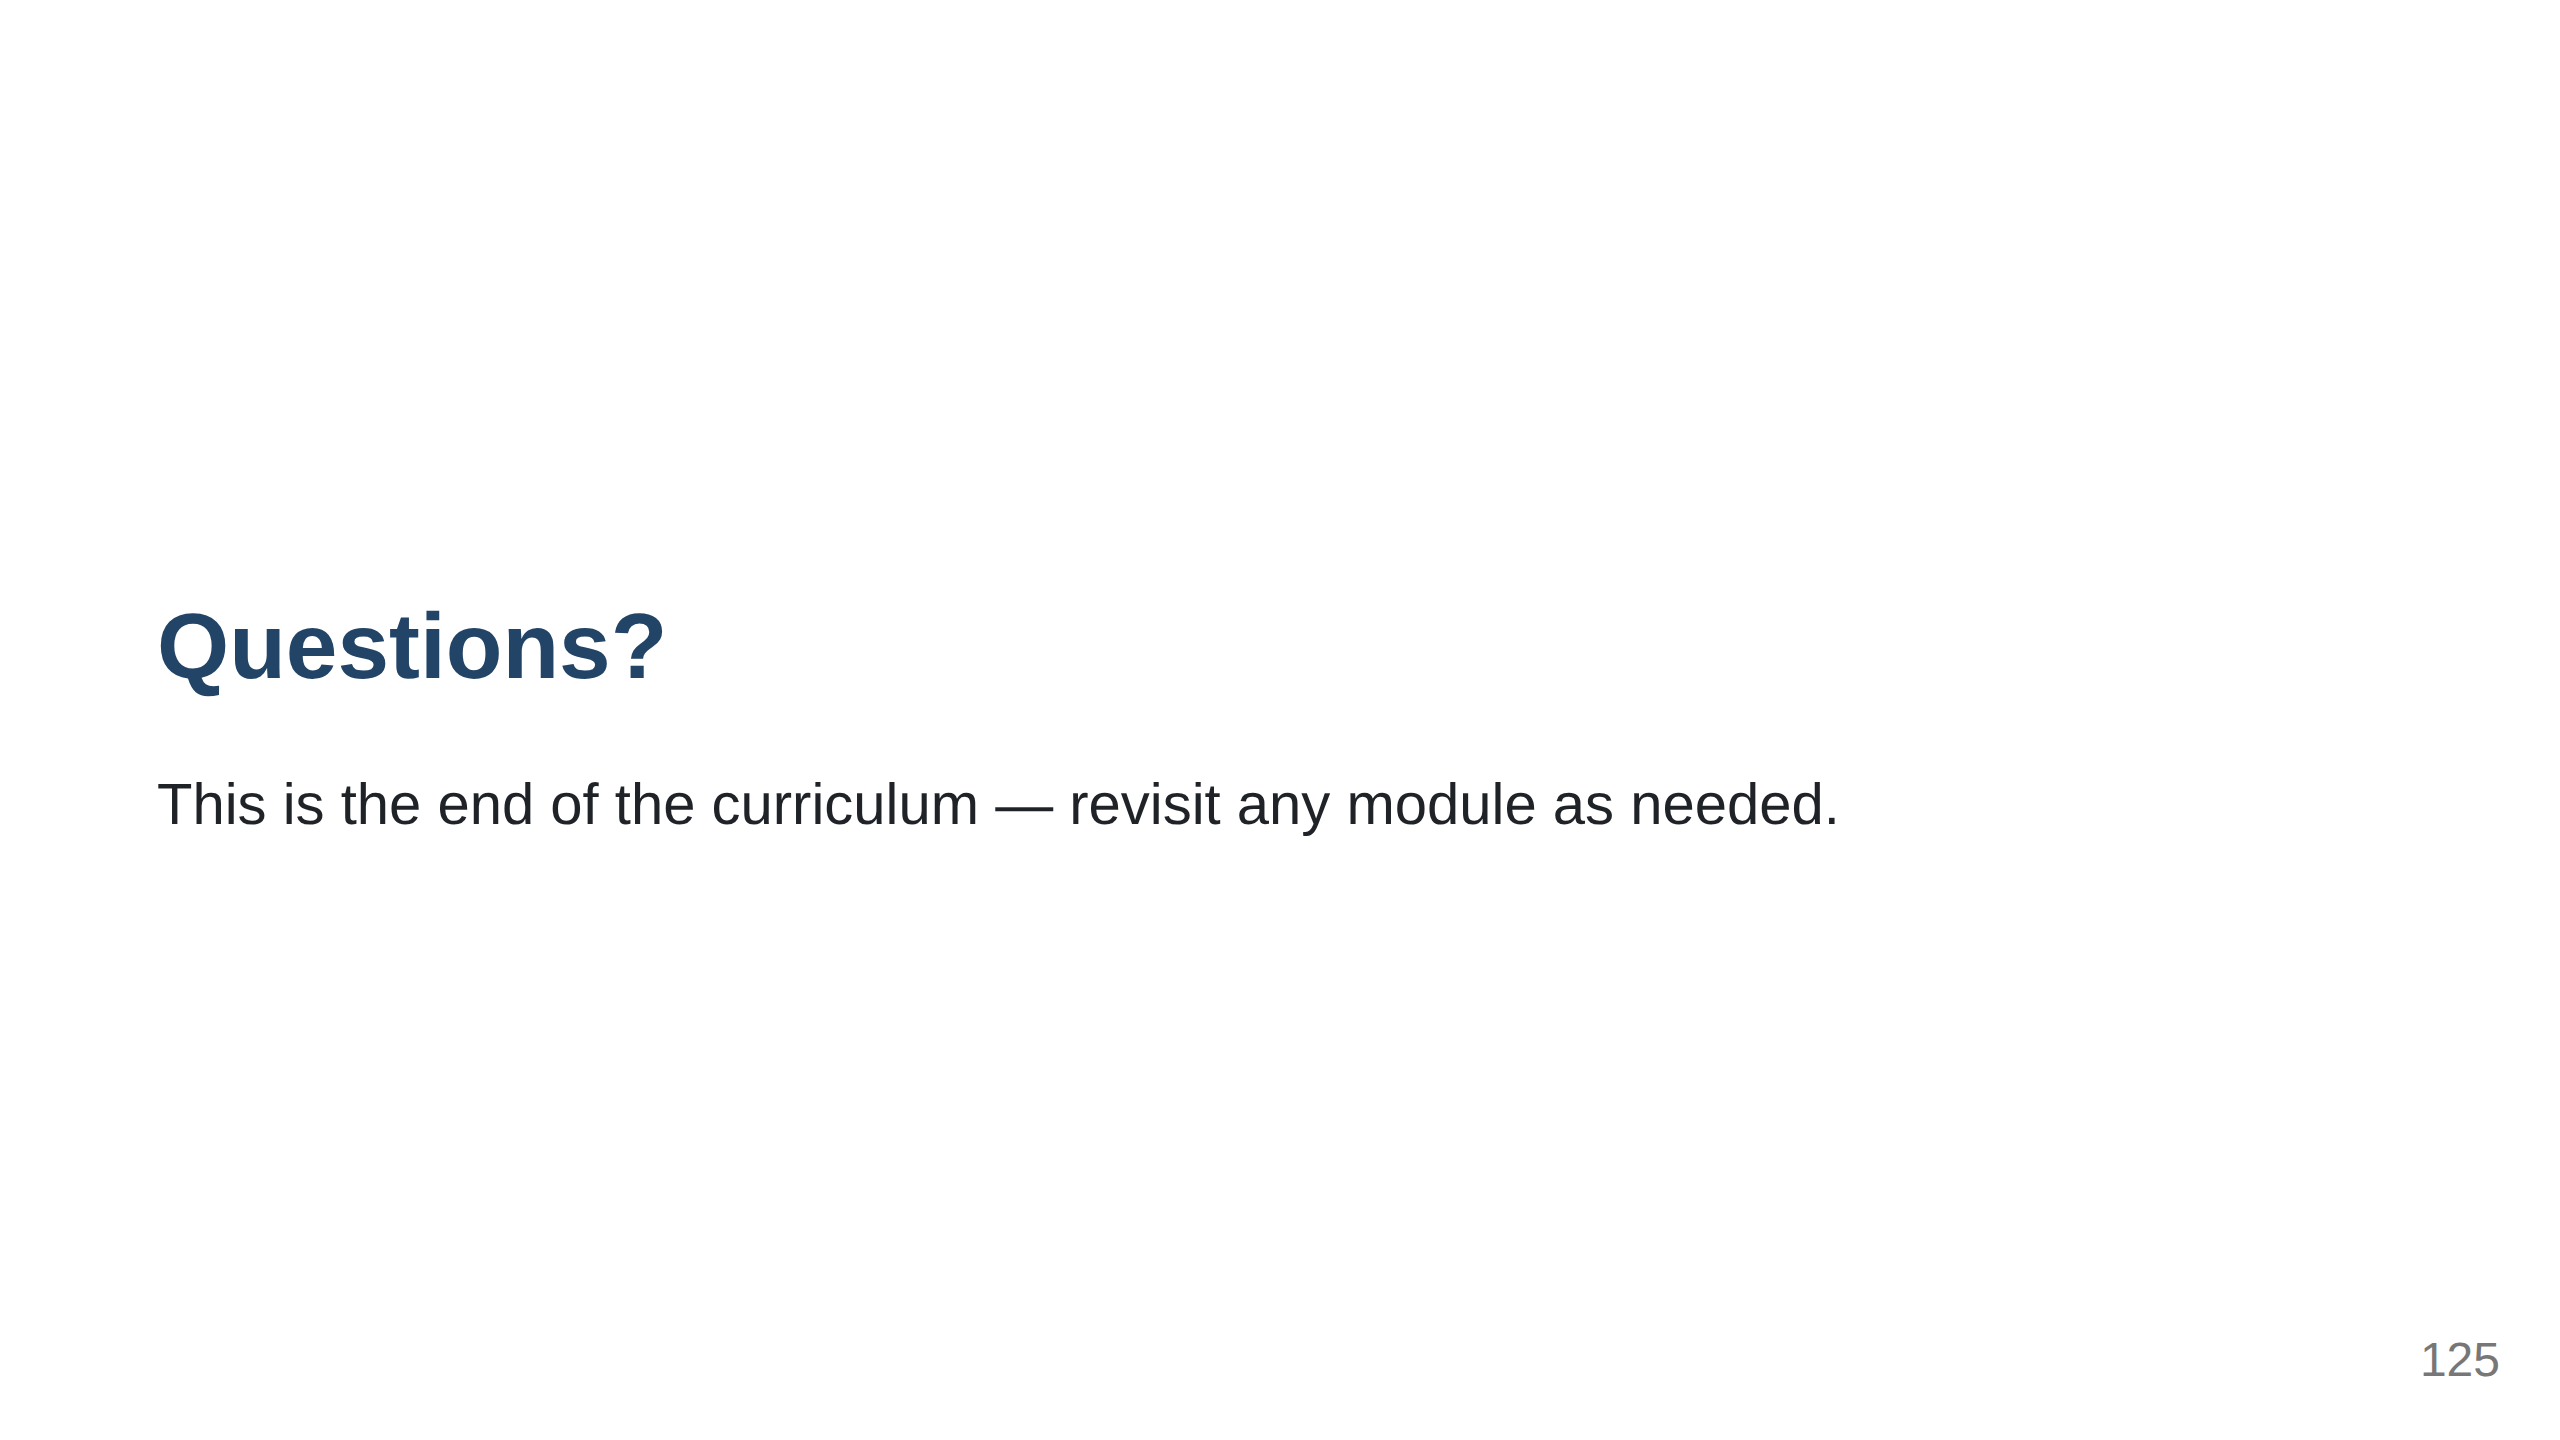 Questions?
This is the end of the curriculum — revisit any module as needed.
125